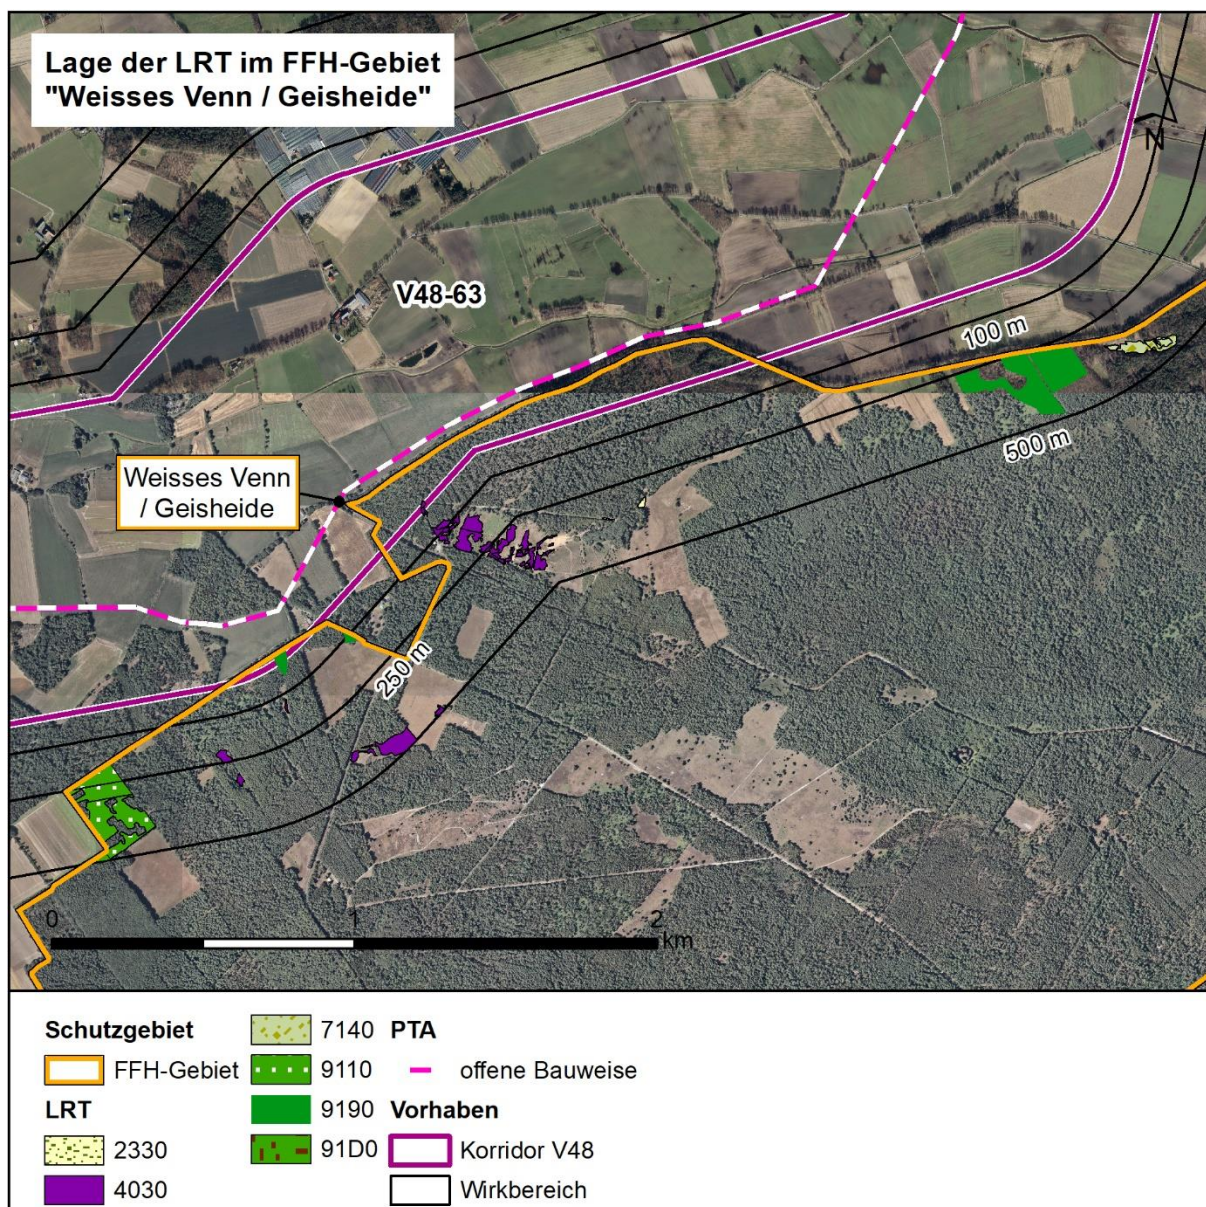 Lage der LRT im FFH-Gebiet
"Weisses Venn / Geisheide"
N
V48-63
100 m
500 m
Weisses Venn
/ Geisheide
250 m
0
1
2
km
Schutzgebiet
FFH-Gebiet
LRT
2330
4030
7140
9110
9190
91D0
PTA
offene Bauweise
Vorhaben
Korridor V48
Wirkbereich